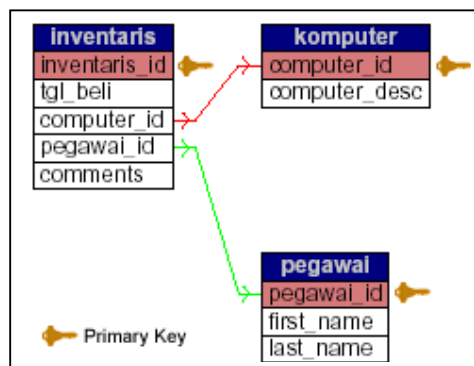 inventaris
inventaris_id
tgl_beli
computer_id
pegawai_id
comments
komputer
computer_id
computer_desc
pegawai
pegawai_id
first_name
last_name
Primary Key